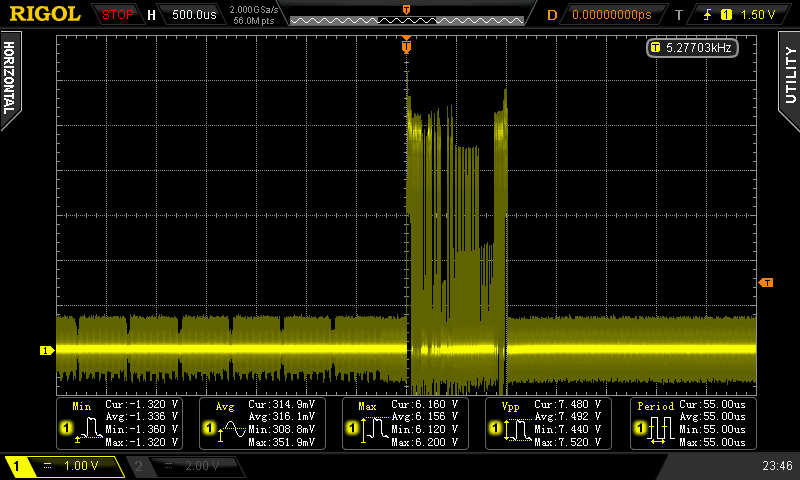 RIGOL STOP H 500.0us 2.000GSa/s 56.0M pts D 0.00000000ps T 1 1.50 V
T
HORIZONTAL
UTILITY
T 5.27703kHz
T
1
Min Cur:-1.320 V
Avg:-1.336 V
Min:-1.360 V
Max:-1.320 V
1
Avg Cur:314.9mV
Avg:316.1mV
Min:308.8mV
Max:351.9mV
1
Max Cur:6.160 V
Avg:6.156 V
Min:6.120 V
Max:6.200 V
1
Vpp Cur:7.480 V
Avg:7.492 V
Min:7.440 V
Max:7.520 V
1
Period Cur:55.00us
Avg:55.00us
Min:55.00us
Max:55.00us
1
1 1.00 V 2 2.00 V 23:46